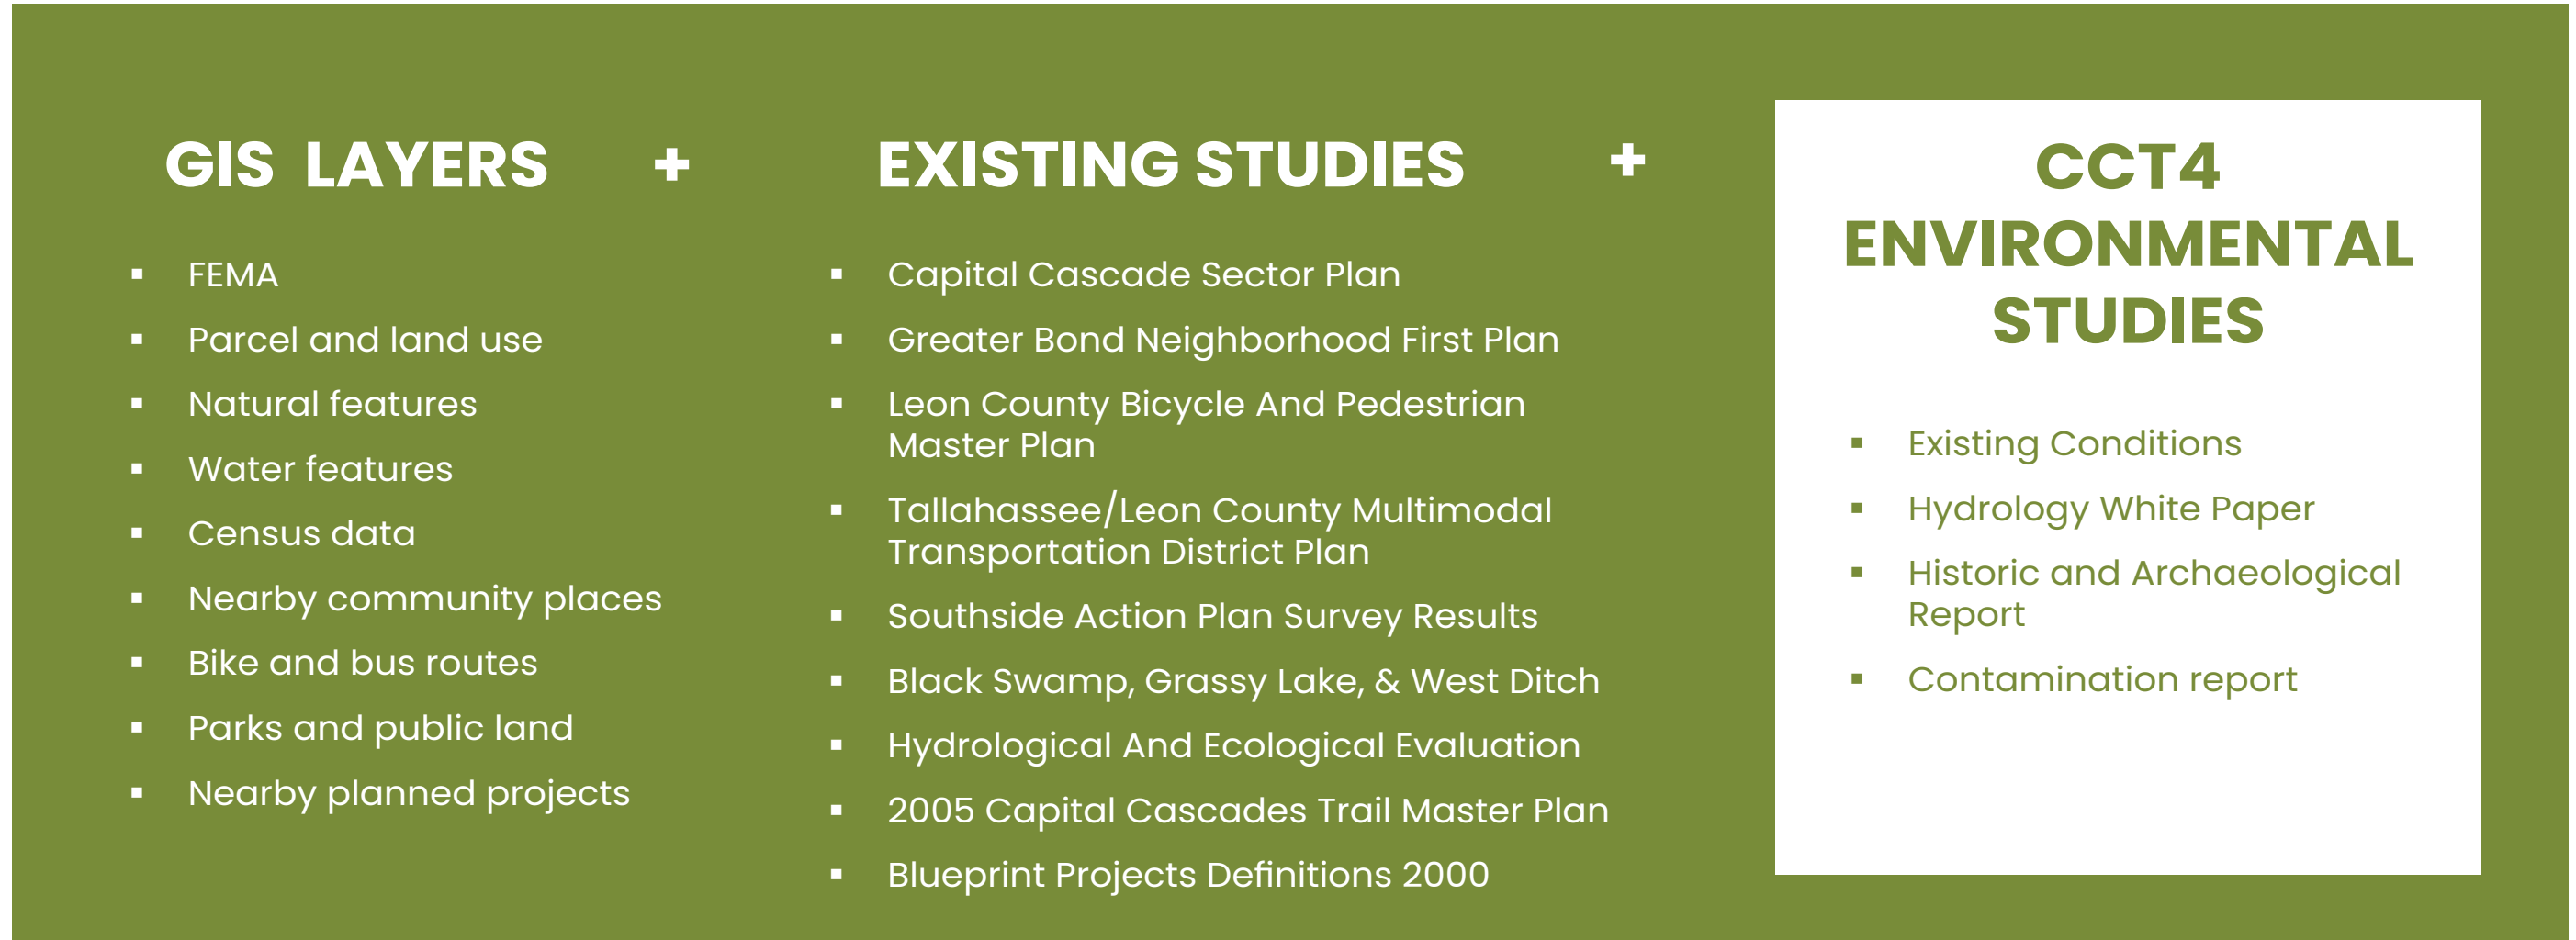 GIS LAYERS +
▪ FEMA
▪ Parcel and land use
▪ Natural features
▪ Water features
▪ Census data
▪ Nearby community places
▪ Bike and bus routes
▪ Parks and public land
▪ Nearby planned projects
EXISTING STUDIES +
▪ Capital Cascade Sector Plan
▪ Greater Bond Neighborhood First Plan
▪ Leon County Bicycle And Pedestrian
Master Plan
▪ Tallahassee/Leon County Multimodal
Transportation District Plan
▪ Southside Action Plan Survey Results
▪ Black Swamp, Grassy Lake, & West Ditch
▪ Hydrological And Ecological Evaluation
▪ 2005 Capital Cascades Trail Master Plan
▪ Blueprint Projects Definitions 2000
CCT4
ENVIRONMENTAL
STUDIES
▪ Existing Conditions
▪ Hydrology White Paper
▪ Historic and Archaeological
Report
▪ Contamination report